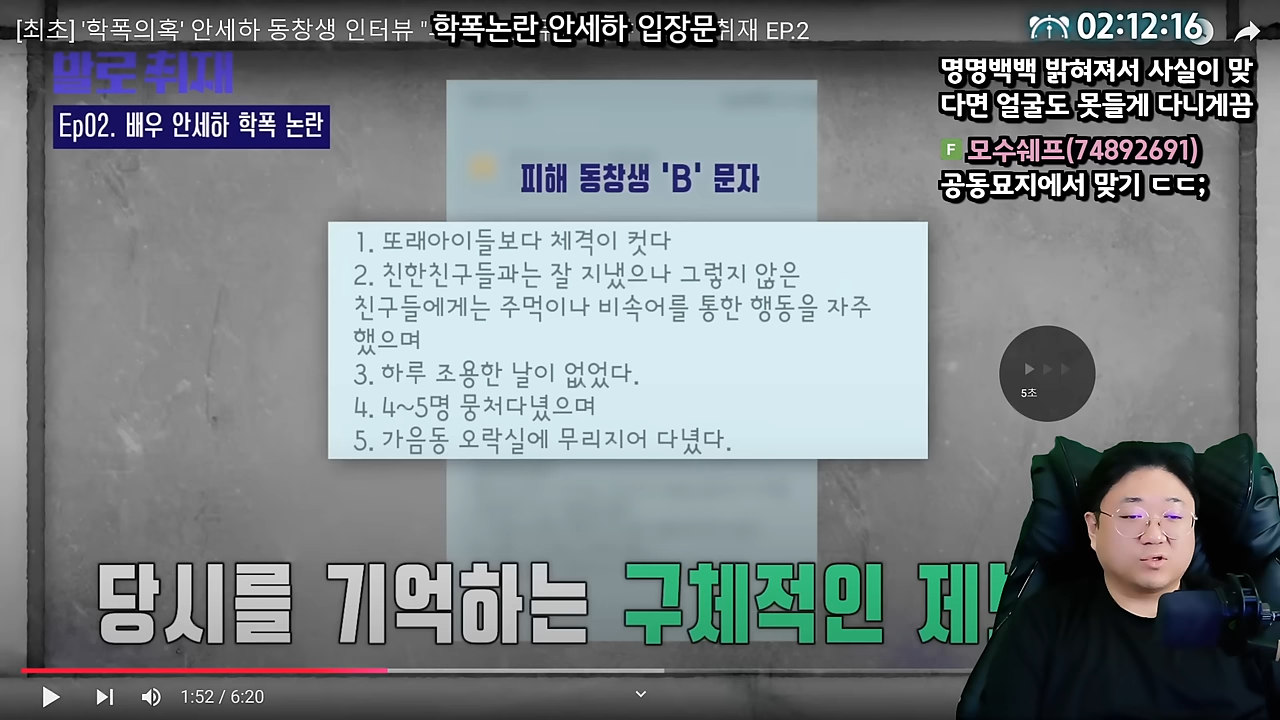 [최초] '학폭의혹' 안세하 동창생 인터뷰 "
학폭논란 안세하 입장문
취재 EP.2
02:12:16
말로취재
Ep02. 배우 안세하 학폭 논란
명명백백 밝혀져서 사실이 맞
다면 얼굴도 못들게 다니게끔
F 모수쉐프(74892691)
공동묘지에서 맞기 ㄷㄷ;
피해 동창생 'B' 문자
1. 또래아이들보다 체격이 컷다
2. 친한친구들과는 잘 지냈으나 그렇지 않은
친구들에게는 주먹이나 비속어를 통한 행동을 자주
했으며
3. 하루 조용한 날이 없었다.
4. 4~5명 뭉처다녔으며
5. 가음동 오락실에 무리지어 다녔다.
5초
당시를 기억하는 구체적인 제
1:52 / 6:20